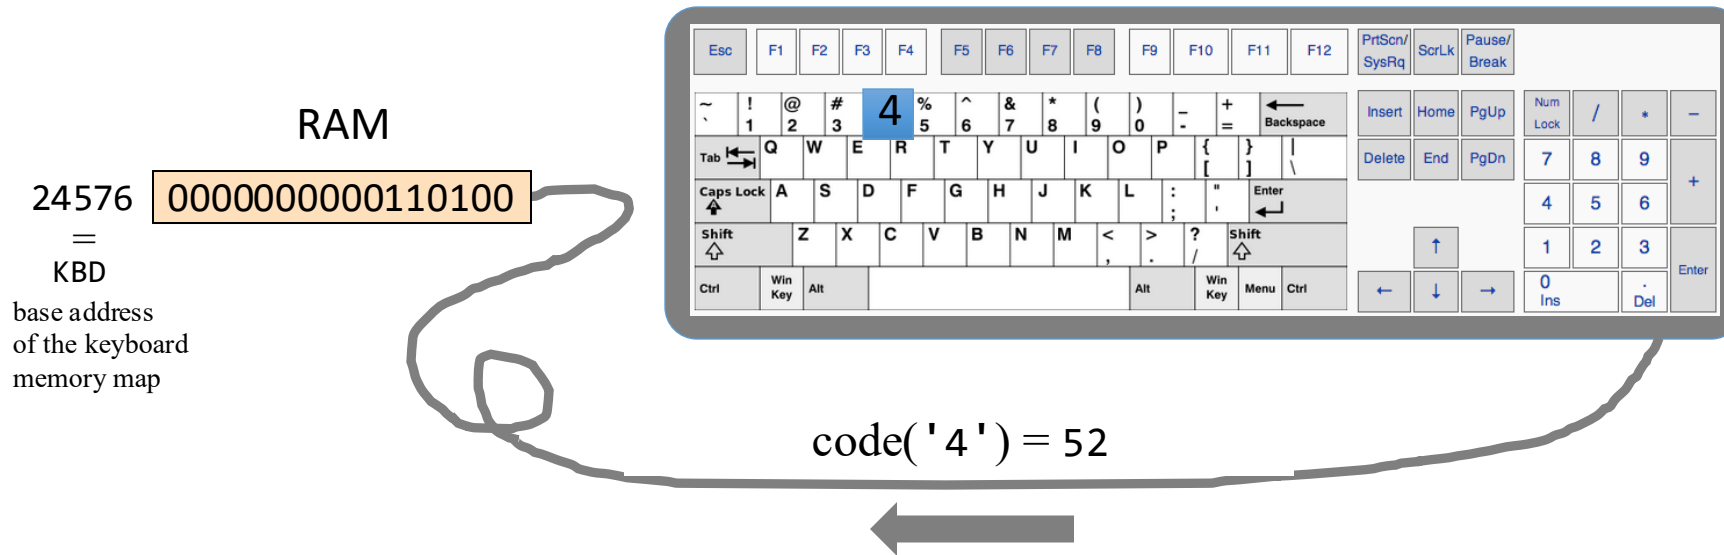 Esc F1 F2 F3 F4 F5 F6 F7 F8 F9 F10 F11 F12 PrtScn/ SysRq ScrLk Pause/ Break
~ ` ! 1 @ 2 # 3 4 % 5 ^ 6 & 7 * 8 ( 9 ) 0 _ - + = Backspace Insert Home PgUp Num Lock / * -
Tab Q W E R T Y U I O P { [ } ] | \ Delete End PgDn 7 8 9 +
Caps Lock A S D F G H J K L : ; " ' Enter 4 5 6
Shift Z X C V B N M < , > . ? / Shift ↑ 1 2 3 Enter
Ctrl Win Key Alt Alt Win Key Menu Ctrl ← ↓ → 0 Ins . Del
RAM
24576 0000000000110100
=
KBD
base address
of the keyboard
memory map
code('4') = 52